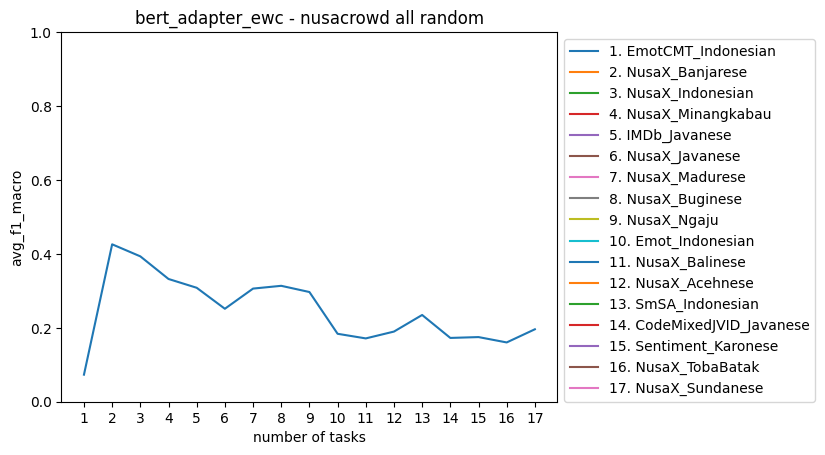 bert_adapter_ewc - nusacrowd all random
avg_f1_macro
1.0
0.8
0.6
0.4
0.2
0.0
1 2 3 4 5 6 7 8 9 10 11 12 13 14 15 16 17
number of tasks
1. EmotCMT_Indonesian
2. NusaX_Banjarese
3. NusaX_Indonesian
4. NusaX_Minangkabau
5. IMDb_Javanese
6. NusaX_Javanese
7. NusaX_Madurese
8. NusaX_Buginese
9. NusaX_Ngaju
10. Emot_Indonesian
11. NusaX_Balinese
12. NusaX_Acehnese
13. SmSA_Indonesian
14. CodeMixedJVID_Javanese
15. Sentiment_Karonese
16. NusaX_TobaBatak
17. NusaX_Sundanese